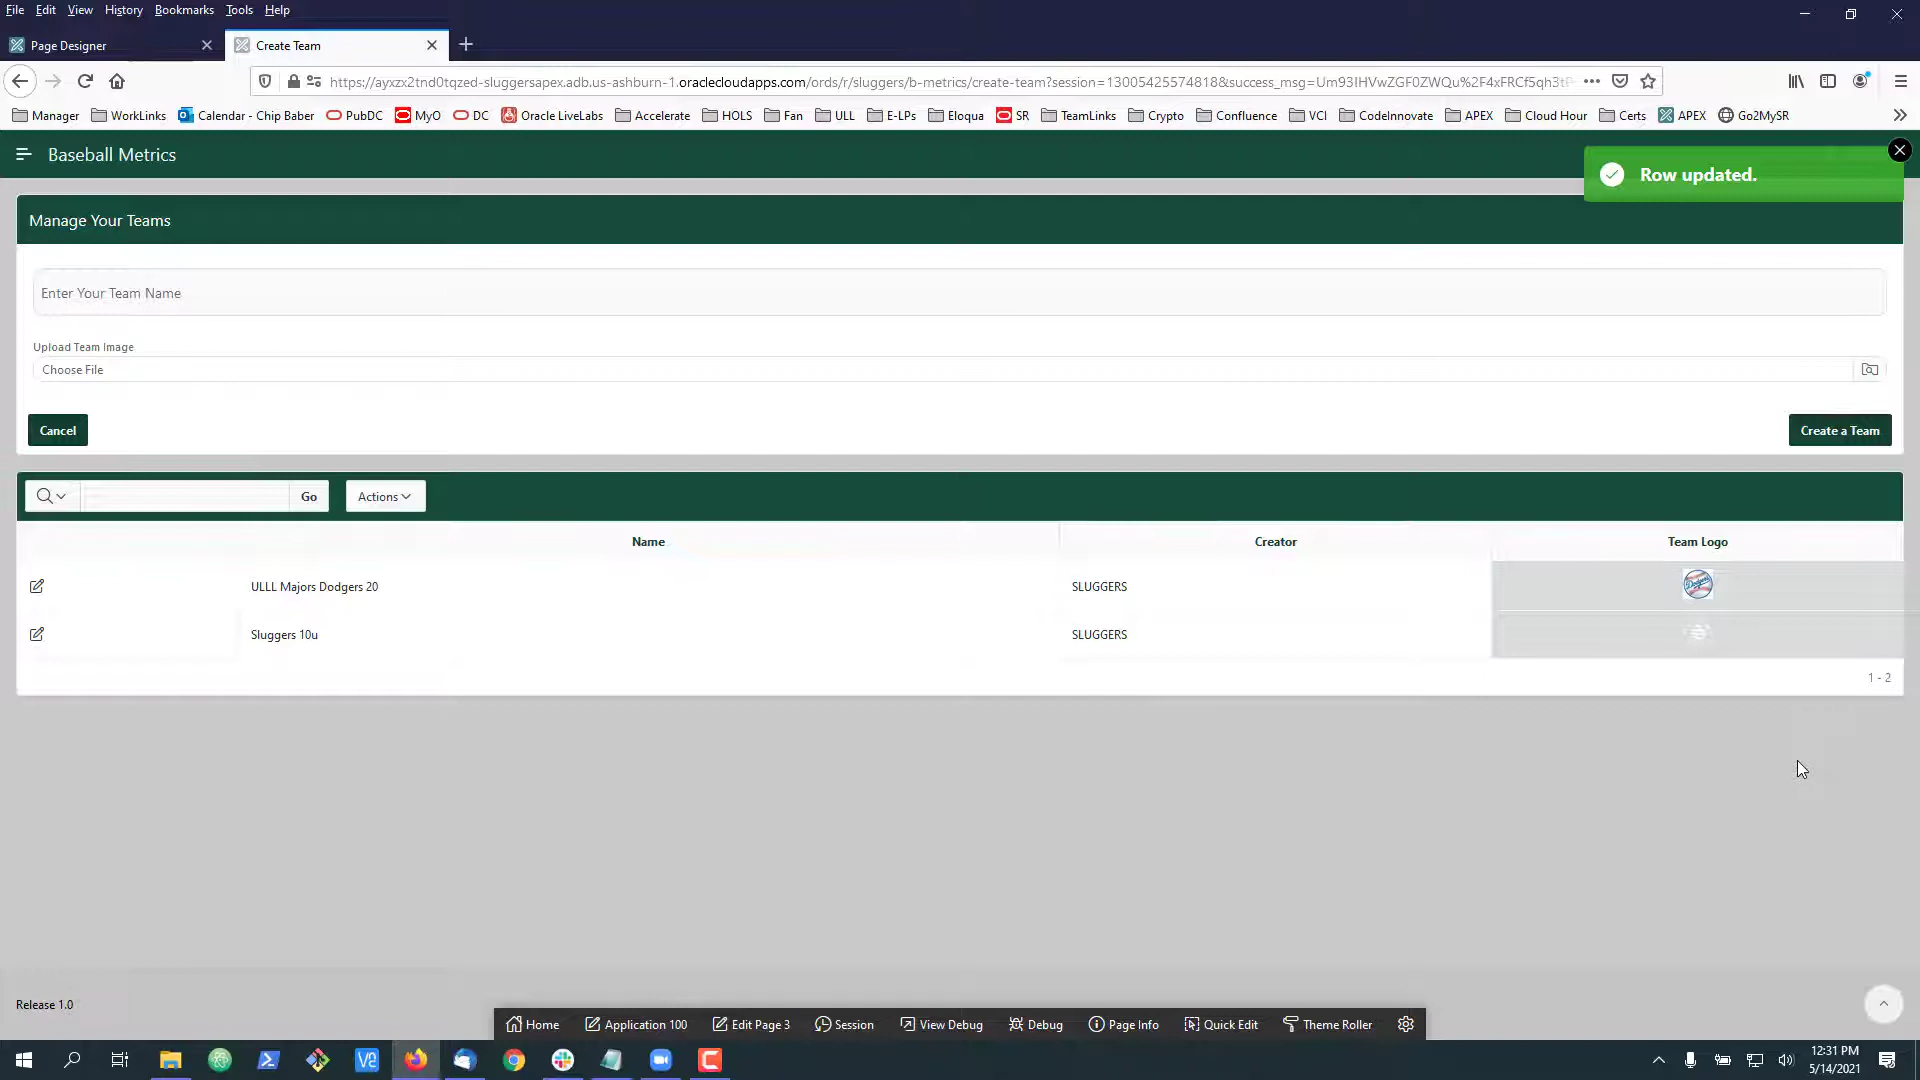 File Edit View History Bookmarks Tools Help
Page Designer
Create Team
https://ayxzx2tnd0tqzed-sluggersapex.adb.us-ashburn-1.oraclecloudapps.com/ords/r/sluggers/b-metrics/create-team?session=13005425574818&success_msg=Um93IHVwZGF0ZWQu%2F4xFRCf5qh3t
Manager WorkLinks Calendar - Chip Baber PubDC MyO DC Oracle LiveLabs Accelerate HOLS Fan ULL E-LPs Eloqua SR TeamLinks Crypto Confluence VCI CodeInnovate APEX Cloud Hour Certs APEX Go2MySR
Baseball Metrics
Row updated.
Manage Your Teams
Enter Your Team Name
Upload Team Image
Choose File
Cancel
Create a Team
Go
Actions
Name Creator Team Logo
ULLL Majors Dodgers 20 SLUGGERS Dodgers
Sluggers 10u SLUGGERS
1 - 2
Release 1.0
Home Application 100 Edit Page 3 Session View Debug Debug Page Info Quick Edit Theme Roller
12:31 PM
5/14/2021